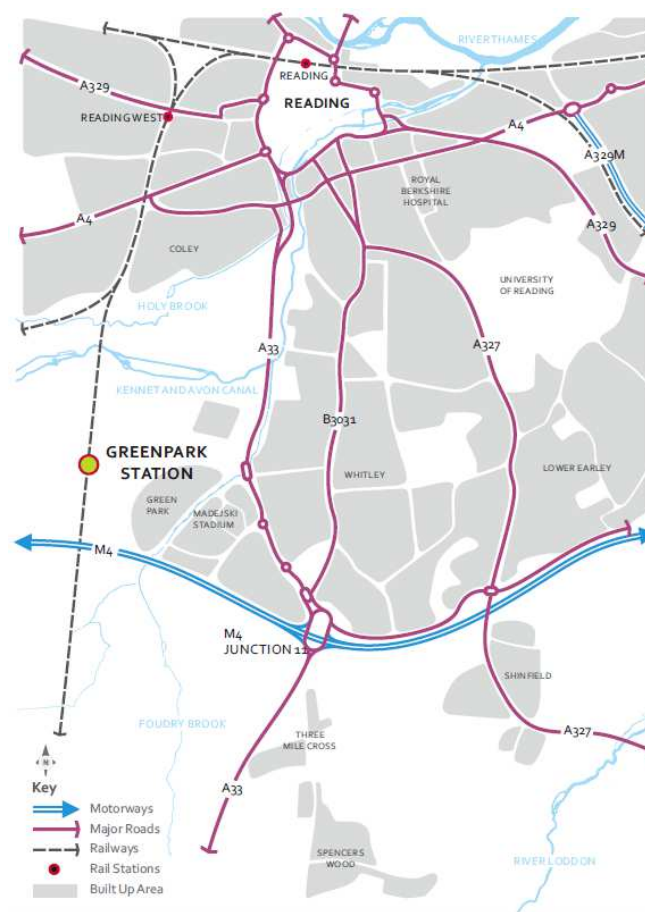 RIVER THAMES
A329
READING
READING
READING WEST
A4
A329M
ROYAL
BERKSHIRE
HOSPITAL
A4
A329
COLEY
UNIVERSITY
OF READING
HOLY BROOK
A33
A327
KENNET AND AVON CANAL
B3031
GREENPARK
STATION
WHITLEY
LOWER EARLEY
GREEN
PARK
MADEJSKI
STADIUM
M4
M4
JUNCTION 11
SHINFIELD
FOUDRY BROOK
THREE
MILE CROSS
A327
N
Key
A33
Motorways
Major Roads
Railways
Rail Stations
Built Up Area
SPENCERS
WOOD
RIVER LODDON